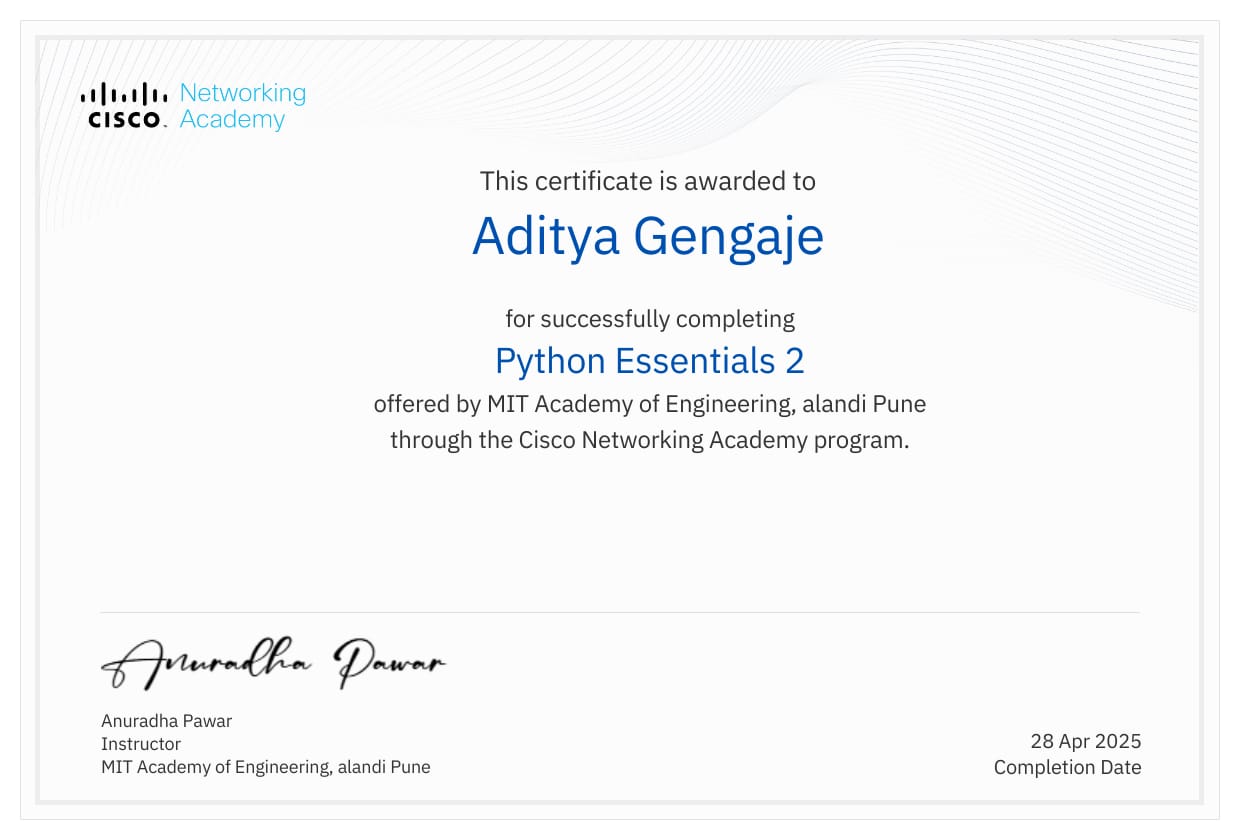 Networking
CISCO Academy
This certificate is awarded to
Aditya Gengaje
for successfully completing
Python Essentials 2
offered by MIT Academy of Engineering, alandi Pune
through the Cisco Networking Academy program.
Anuradha Pawar
Anuradha Pawar
Instructor
MIT Academy of Engineering, alandi Pune
28 Apr 2025
Completion Date